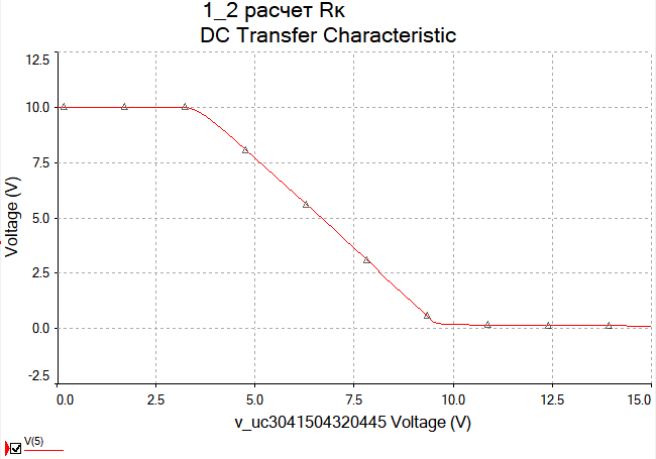 1_2 расчет Rк
DC Transfer Characteristic
12.5
10.0
7.5
5.0
2.5
0.0
-2.5
Voltage (V)
0.0 2.5 5.0 7.5 10.0 12.5 15.0
v_uc3041504320445 Voltage (V)
V(5)